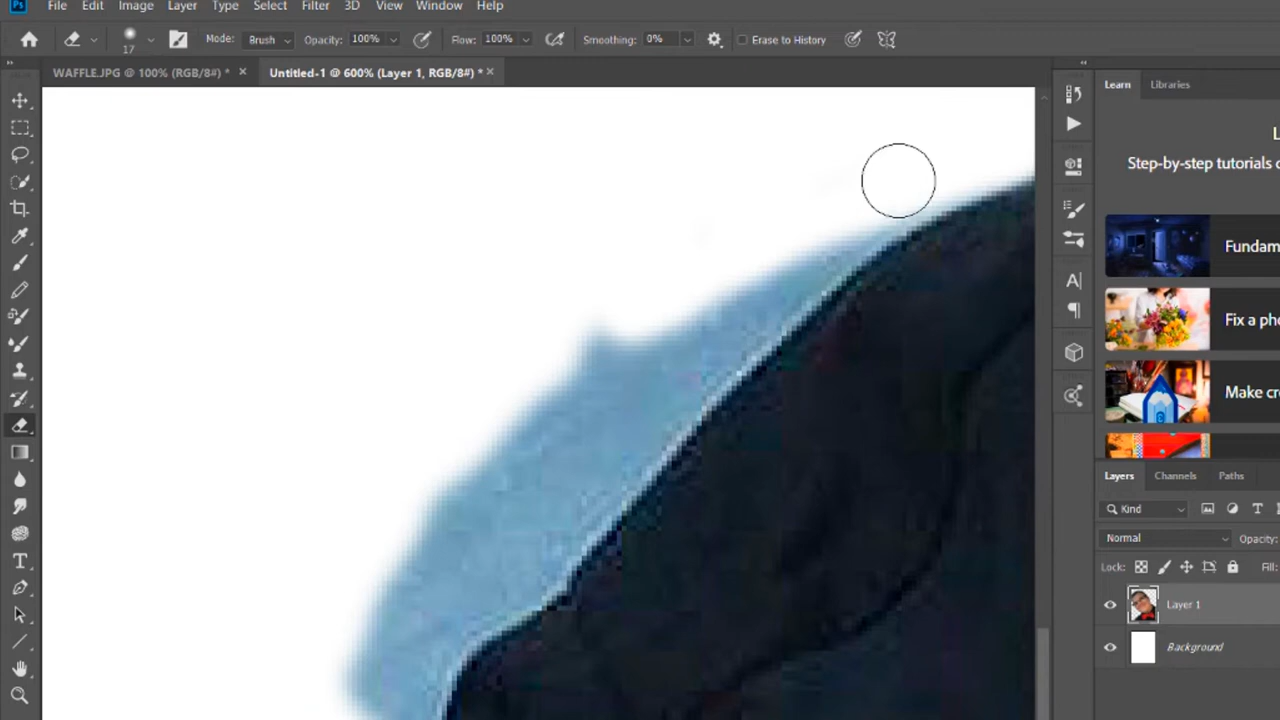 Ps File Edit Image Layer Type Select Filter 3D View Window Help
17 Mode: Brush Opacity: 100% Flow: 100% Smoothing: 0% Erase to History
WAFFLE.JPG @ 100% (RGB/8#) * × Untitled-1 @ 600% (Layer 1, RGB/8#) * ×
Learn Libraries
L
Step-by-step tutorials
Fundam
Fix a pho
Make cre
Layers Channels Paths
Kind
Normal Opacity:
Lock: Fill:
Layer 1
Background